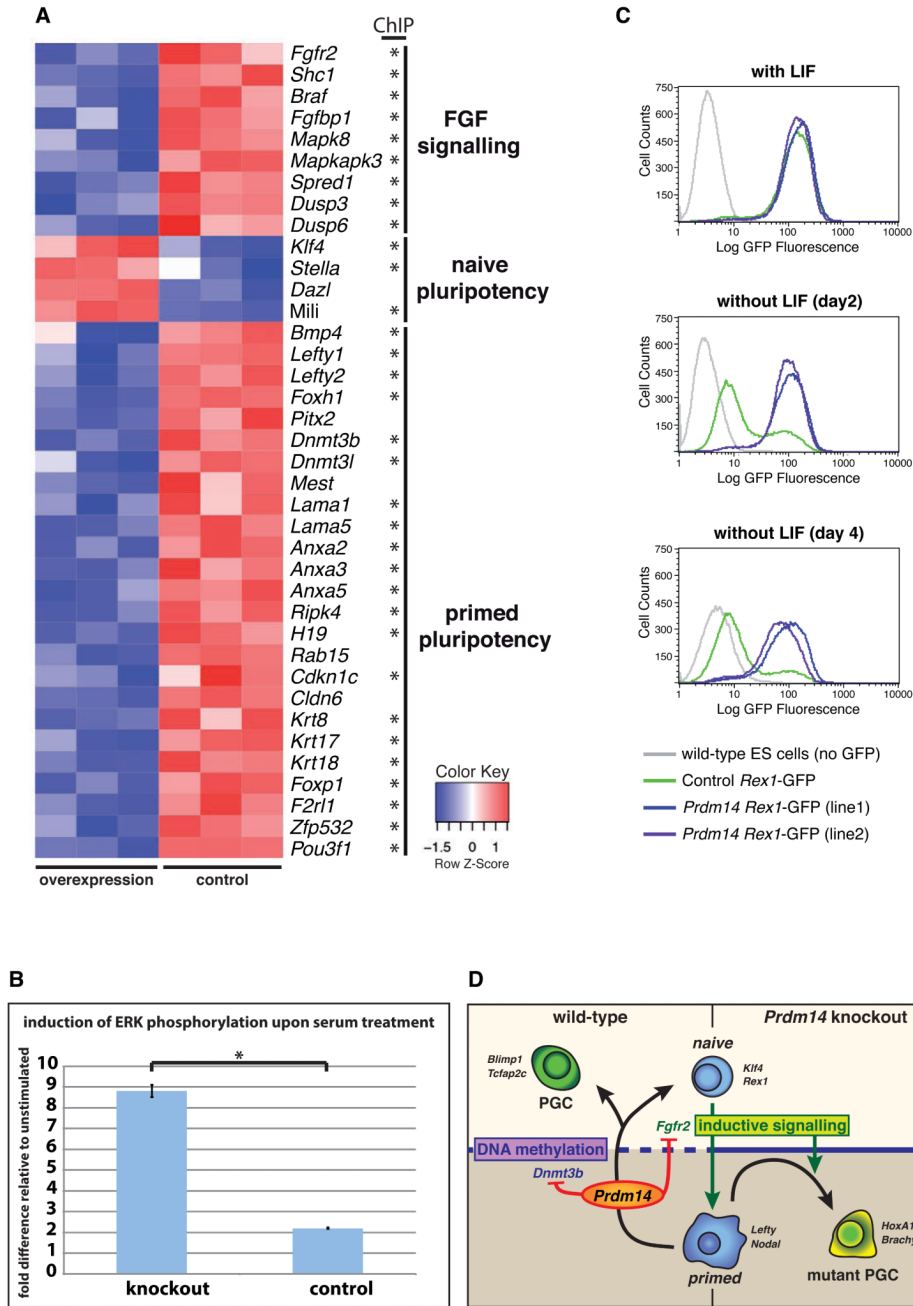 A
ChIP
Fgfr2 *
Shc1 *
Braf *
Fgfbp1 *
Mapk8 *
Mapkapk3 *
Spred1 *
Dusp3 *
Dusp6 *
FGF
signalling
Klf4 *
Stella *
Dazl
Mili *
naive
pluripotency
Bmp4 *
Lefty1 *
Lefty2 *
Foxh1 *
Pitx2
Dnmt3b *
Dnmt3l *
Mest
Lama1 *
Lama5 *
Anxa2 *
Anxa3 *
Anxa5 *
Ripk4 *
H19 *
Rab15
Cdkn1c *
Cldn6
Krt8 *
Krt17 *
Krt18 *
Foxp1 *
F2rl1 *
Zfp532 *
Pou3f1 *
primed
pluripotency
overexpression
control
Color Key
−1.5 0 1
Row Z-Score
C
with LIF
Cell Counts
750
600
450
300
150
1 10 100 1000 10000
Log GFP Fluorescence
without LIF (day2)
Cell Counts
750
600
450
300
150
1 10 100 1000 10000
Log GFP Fluorescence
without LIF (day 4)
Cell Counts
750
600
450
300
150
1 10 100 1000 10000
Log GFP Fluorescence
wild-type ES cells (no GFP)
Control Rex1-GFP
Prdm14 Rex1-GFP (line1)
Prdm14 Rex1-GFP (line2)
B
induction of ERK phosphorylation upon serum treatment
fold difference relative to unstimulated
10
9
8
7
6
5
4
3
2
1
0
*
knockout
control
D
wild-type
Prdm14 knockout
Blimp1
Tcfap2c
PGC
naive
Klf4
Rex1
Fgfr2
inductive signalling
DNA methylation
Dnmt3b
Prdm14
Lefty
Nodal
primed
HoxA1
Brachy
mutant PGC